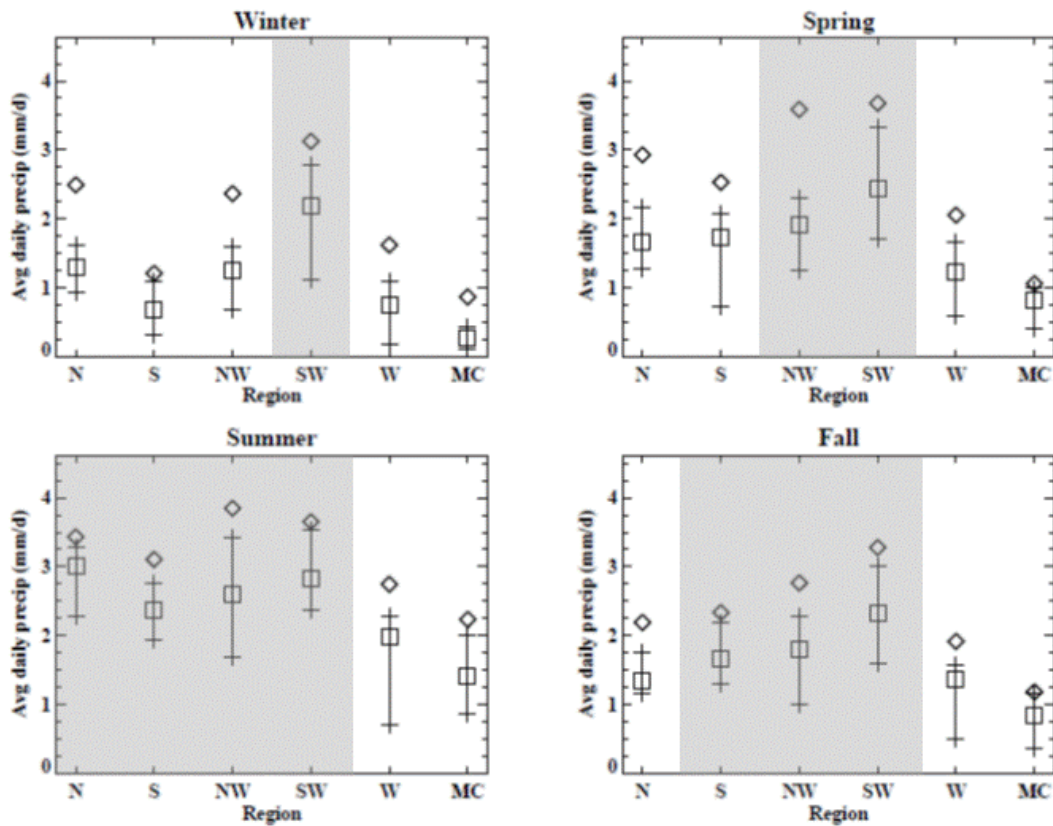 Winter
Avg daily precip (mm/d)
4
3
2
1
0
N S NW SW W MC
Region
Spring
Avg daily precip (mm/d)
4
3
2
1
0
N S NW SW W MC
Region
Summer
Avg daily precip (mm/d)
4
3
2
1
0
N S NW SW W MC
Region
Fall
Avg daily precip (mm/d)
4
3
2
1
0
N S NW SW W MC
Region